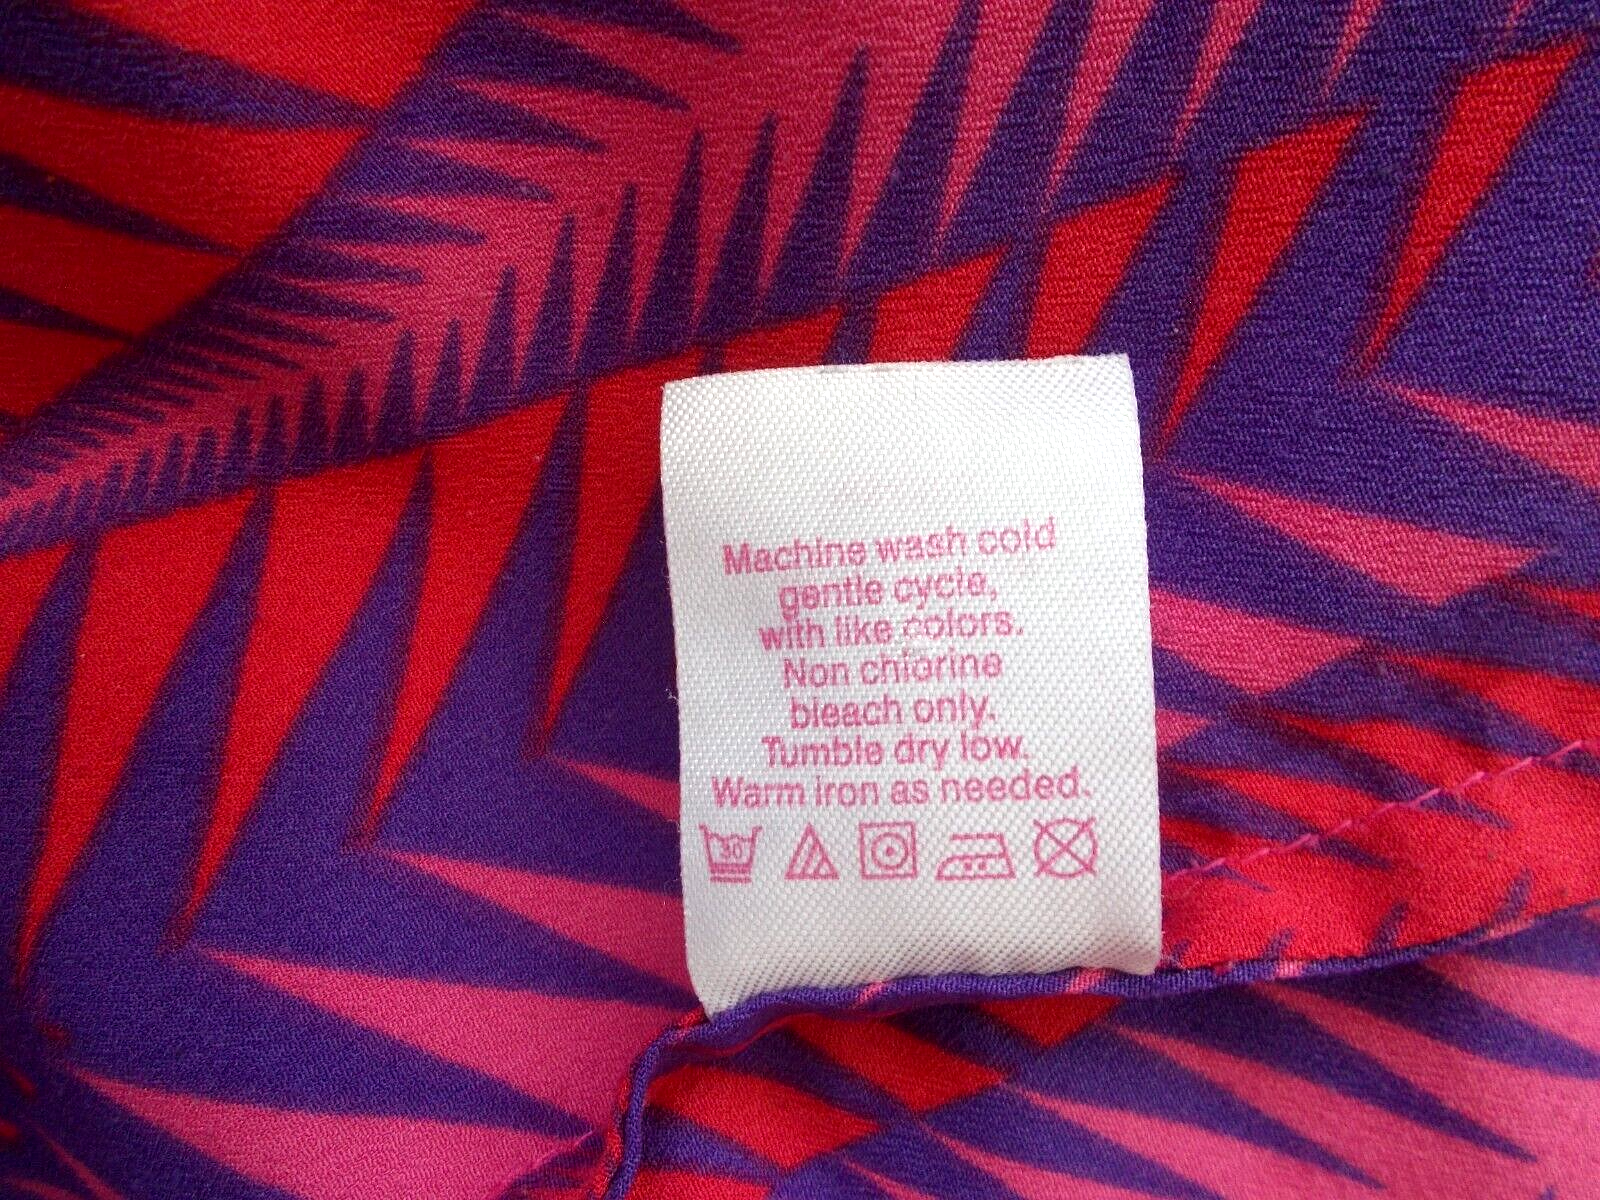 Machine wash cold
gentle cycle,
with like colors.
Non chlorine
bleach only.
Tumble dry low.
Warm iron as needed.
30